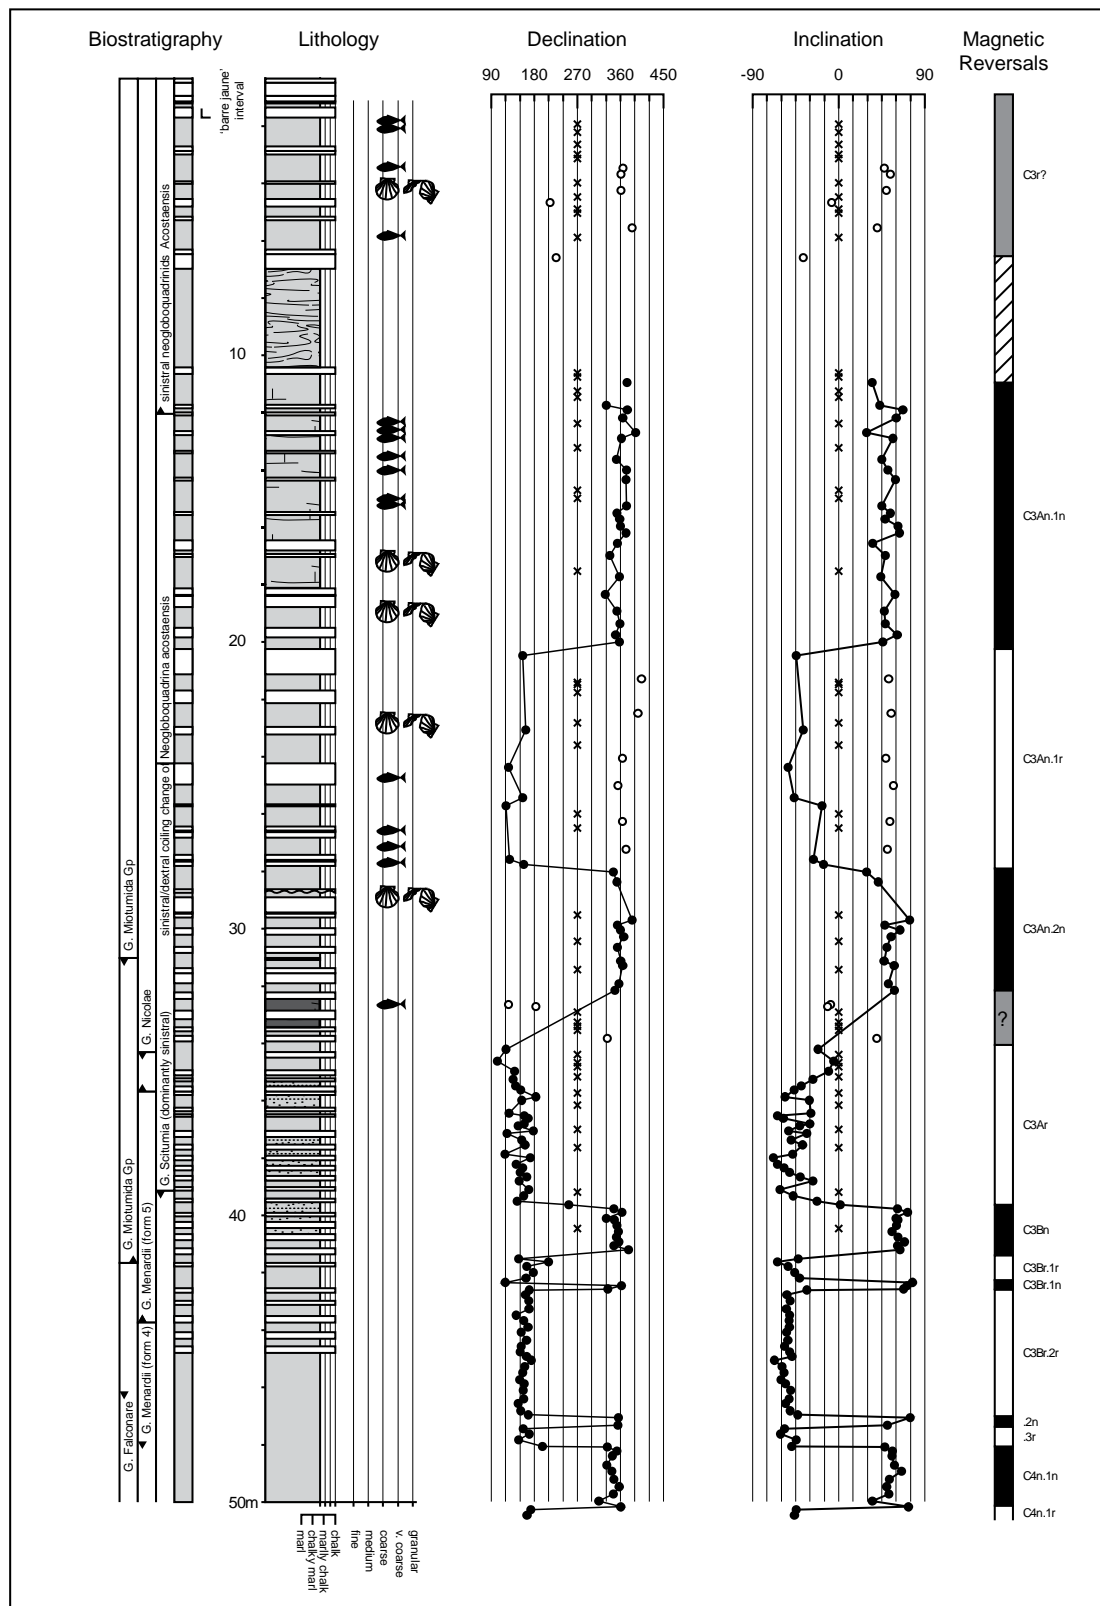 Biostratigraphy
Lithology
Declination
Inclination
Magnetic
Reversals
90 180 270 360 450
-90 0 90
'barre jaune'
interval
sinistral neogloboquadrinids Acostaensis
sinistral/dextral coiling change of Neogloboquadrina acostaensis
G. Miotumida Gp
G. Nicolae
G. Scitumia (dominantly sinistral)
G. Miotumida Gp
G. Menardii (form 5)
G. Menardii (form 4)
G. Falconare
10
20
30
40
50m
C3r?
C3An.1n
C3An.1r
C3An.2n
?
C3Ar
C3Bn
C3Br.1r
C3Br.1n
C3Br.2r
.2n
.3r
C4n.1n
C4n.1r
marl
chalky marl
marlly chalk
chalk
fine
medium
coarse
v. coarse
granular